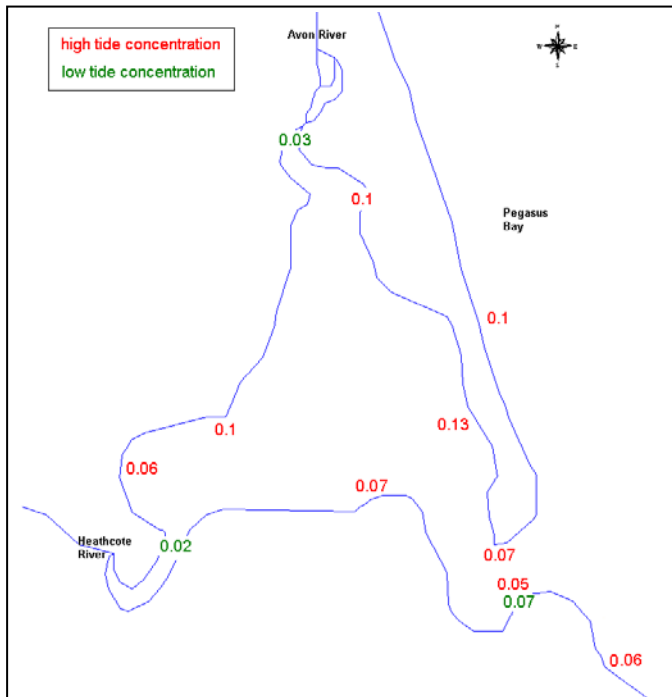 high tide concentration
low tide concentration
Avon River
N
W E
0.03
0.1
Pegasus
Bay
0.1
0.13
0.1
0.06
0.07
0.02
Heathcote
River
0.07
0.05
0.07
0.06